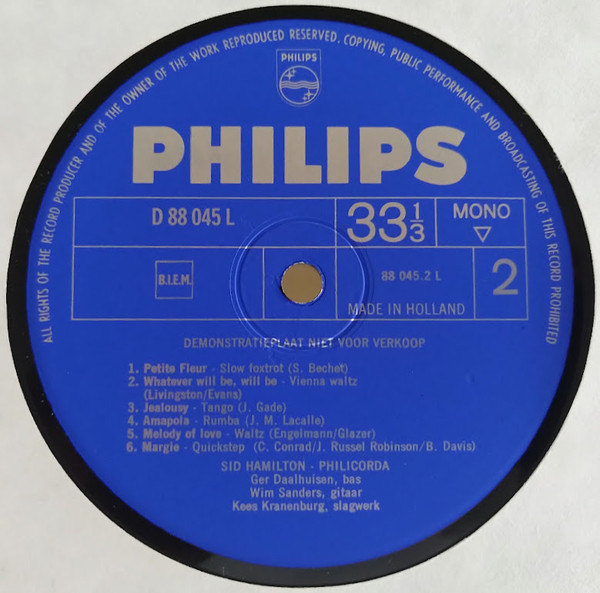 ALL RIGHTS OF THE RECORD PRODUCER AND OF THE OWNER OF THE WORK REPRODUCED RESERVED. COPYING, PUBLIC PERFORMANCE AND BROADCASTING OF THIS RECORD PROHIBITED
PHILIPS
PHILIPS
D 88 045 L
33 1/3
MONO
B.I.E.M.
88 045.2 L
2
MADE IN HOLLAND
DEMONSTRATIEPLAAT NIET VOOR VERKOOP
1. Petite Fleur - Slow foxtrot (S. Bechet)
2. Whatever will be, will be - Vienna waltz
(Livingston/Evans)
3. Jealousy - Tango (J. Gade)
4. Amapola - Rumba (J. M. Lacalle)
5. Melody of love - Waltz (Engelmann/Glazer)
6. Margie - Quickstep (C. Conrad/J. Russel Robinson/B. Davis)
SID HAMILTON - PHILICORDA
Ger Daalhuisen, bas
Wim Sanders, gitaar
Kees Kranenburg, slagwerk